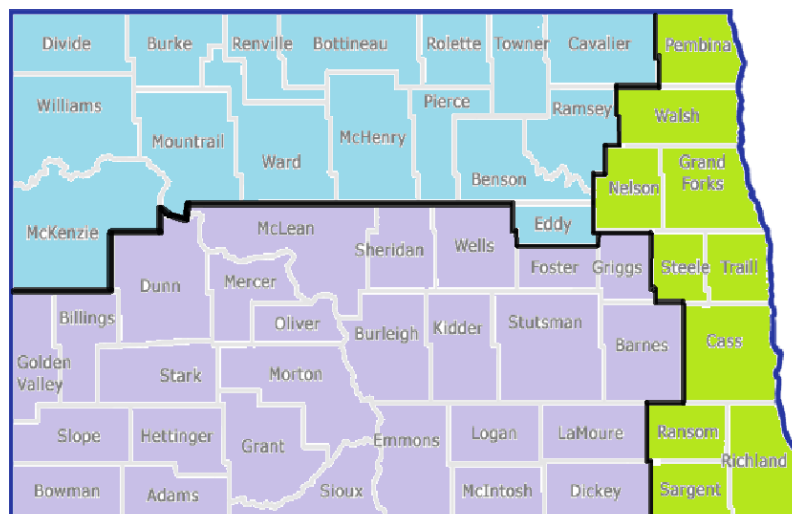 Divide
Burke
Renville
Bottineau
Rolette
Towner
Cavalier
Pembina
Williams
Mountrail
Ward
McHenry
Pierce
Ramsey
Walsh
Benson
Nelson
Grand
Forks
McKenzie
Eddy
McLean
Sheridan
Wells
Foster
Griggs
Steele
Traill
Dunn
Mercer
Oliver
Billings
Burleigh
Kidder
Stutsman
Barnes
Cass
Golden
Valley
Stark
Morton
Slope
Hettinger
Grant
Emmons
Logan
LaMoure
Ransom
Richland
Bowman
Adams
Sioux
McIntosh
Dickey
Sargent